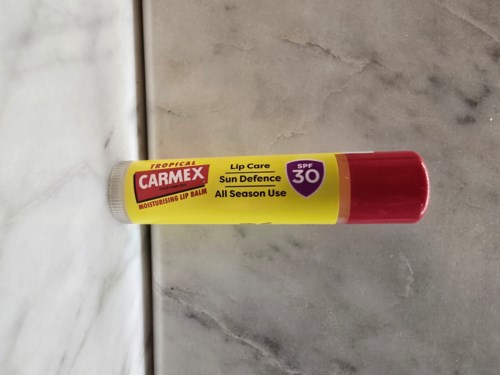 TROPICAL
CARMEX
MOISTURISING LIP BALM
Lip Care
Sun Defence
All Season Use
SPF
30